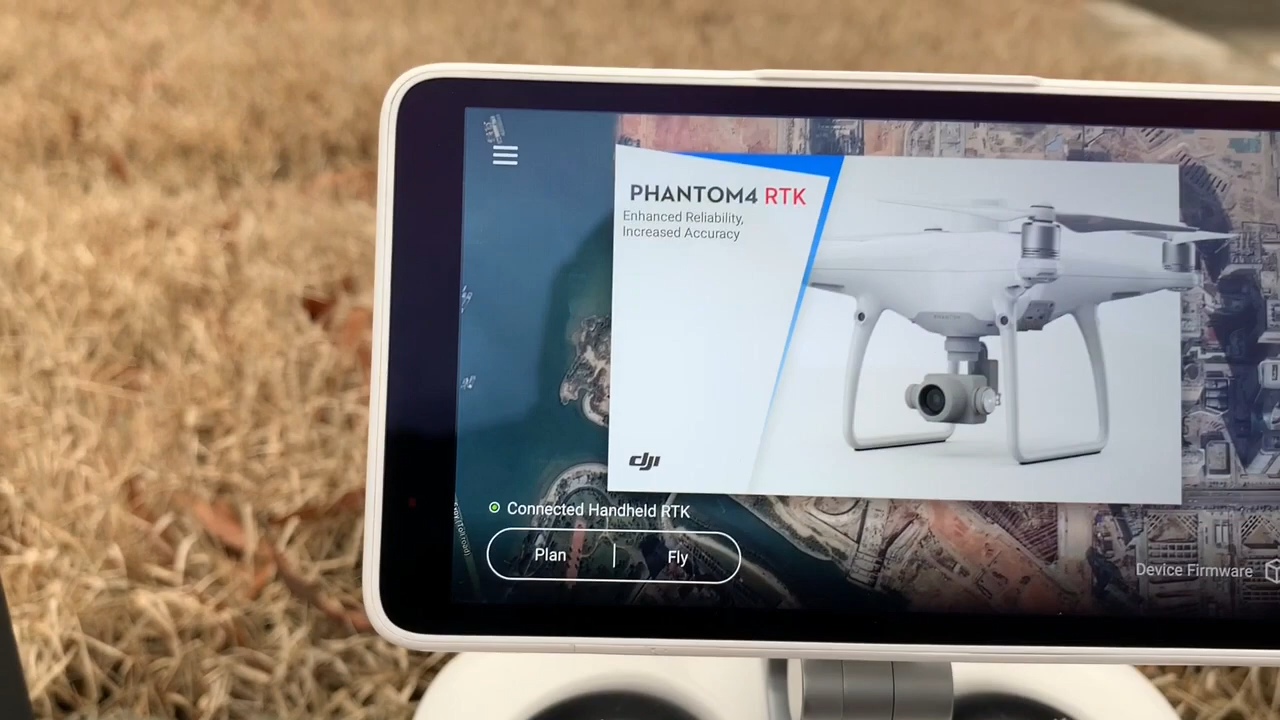 PHANTOM4 RTK
Enhanced Reliability,
Increased Accuracy
dji
Connected Handheld RTK
Plan | Fly
Device Firmware